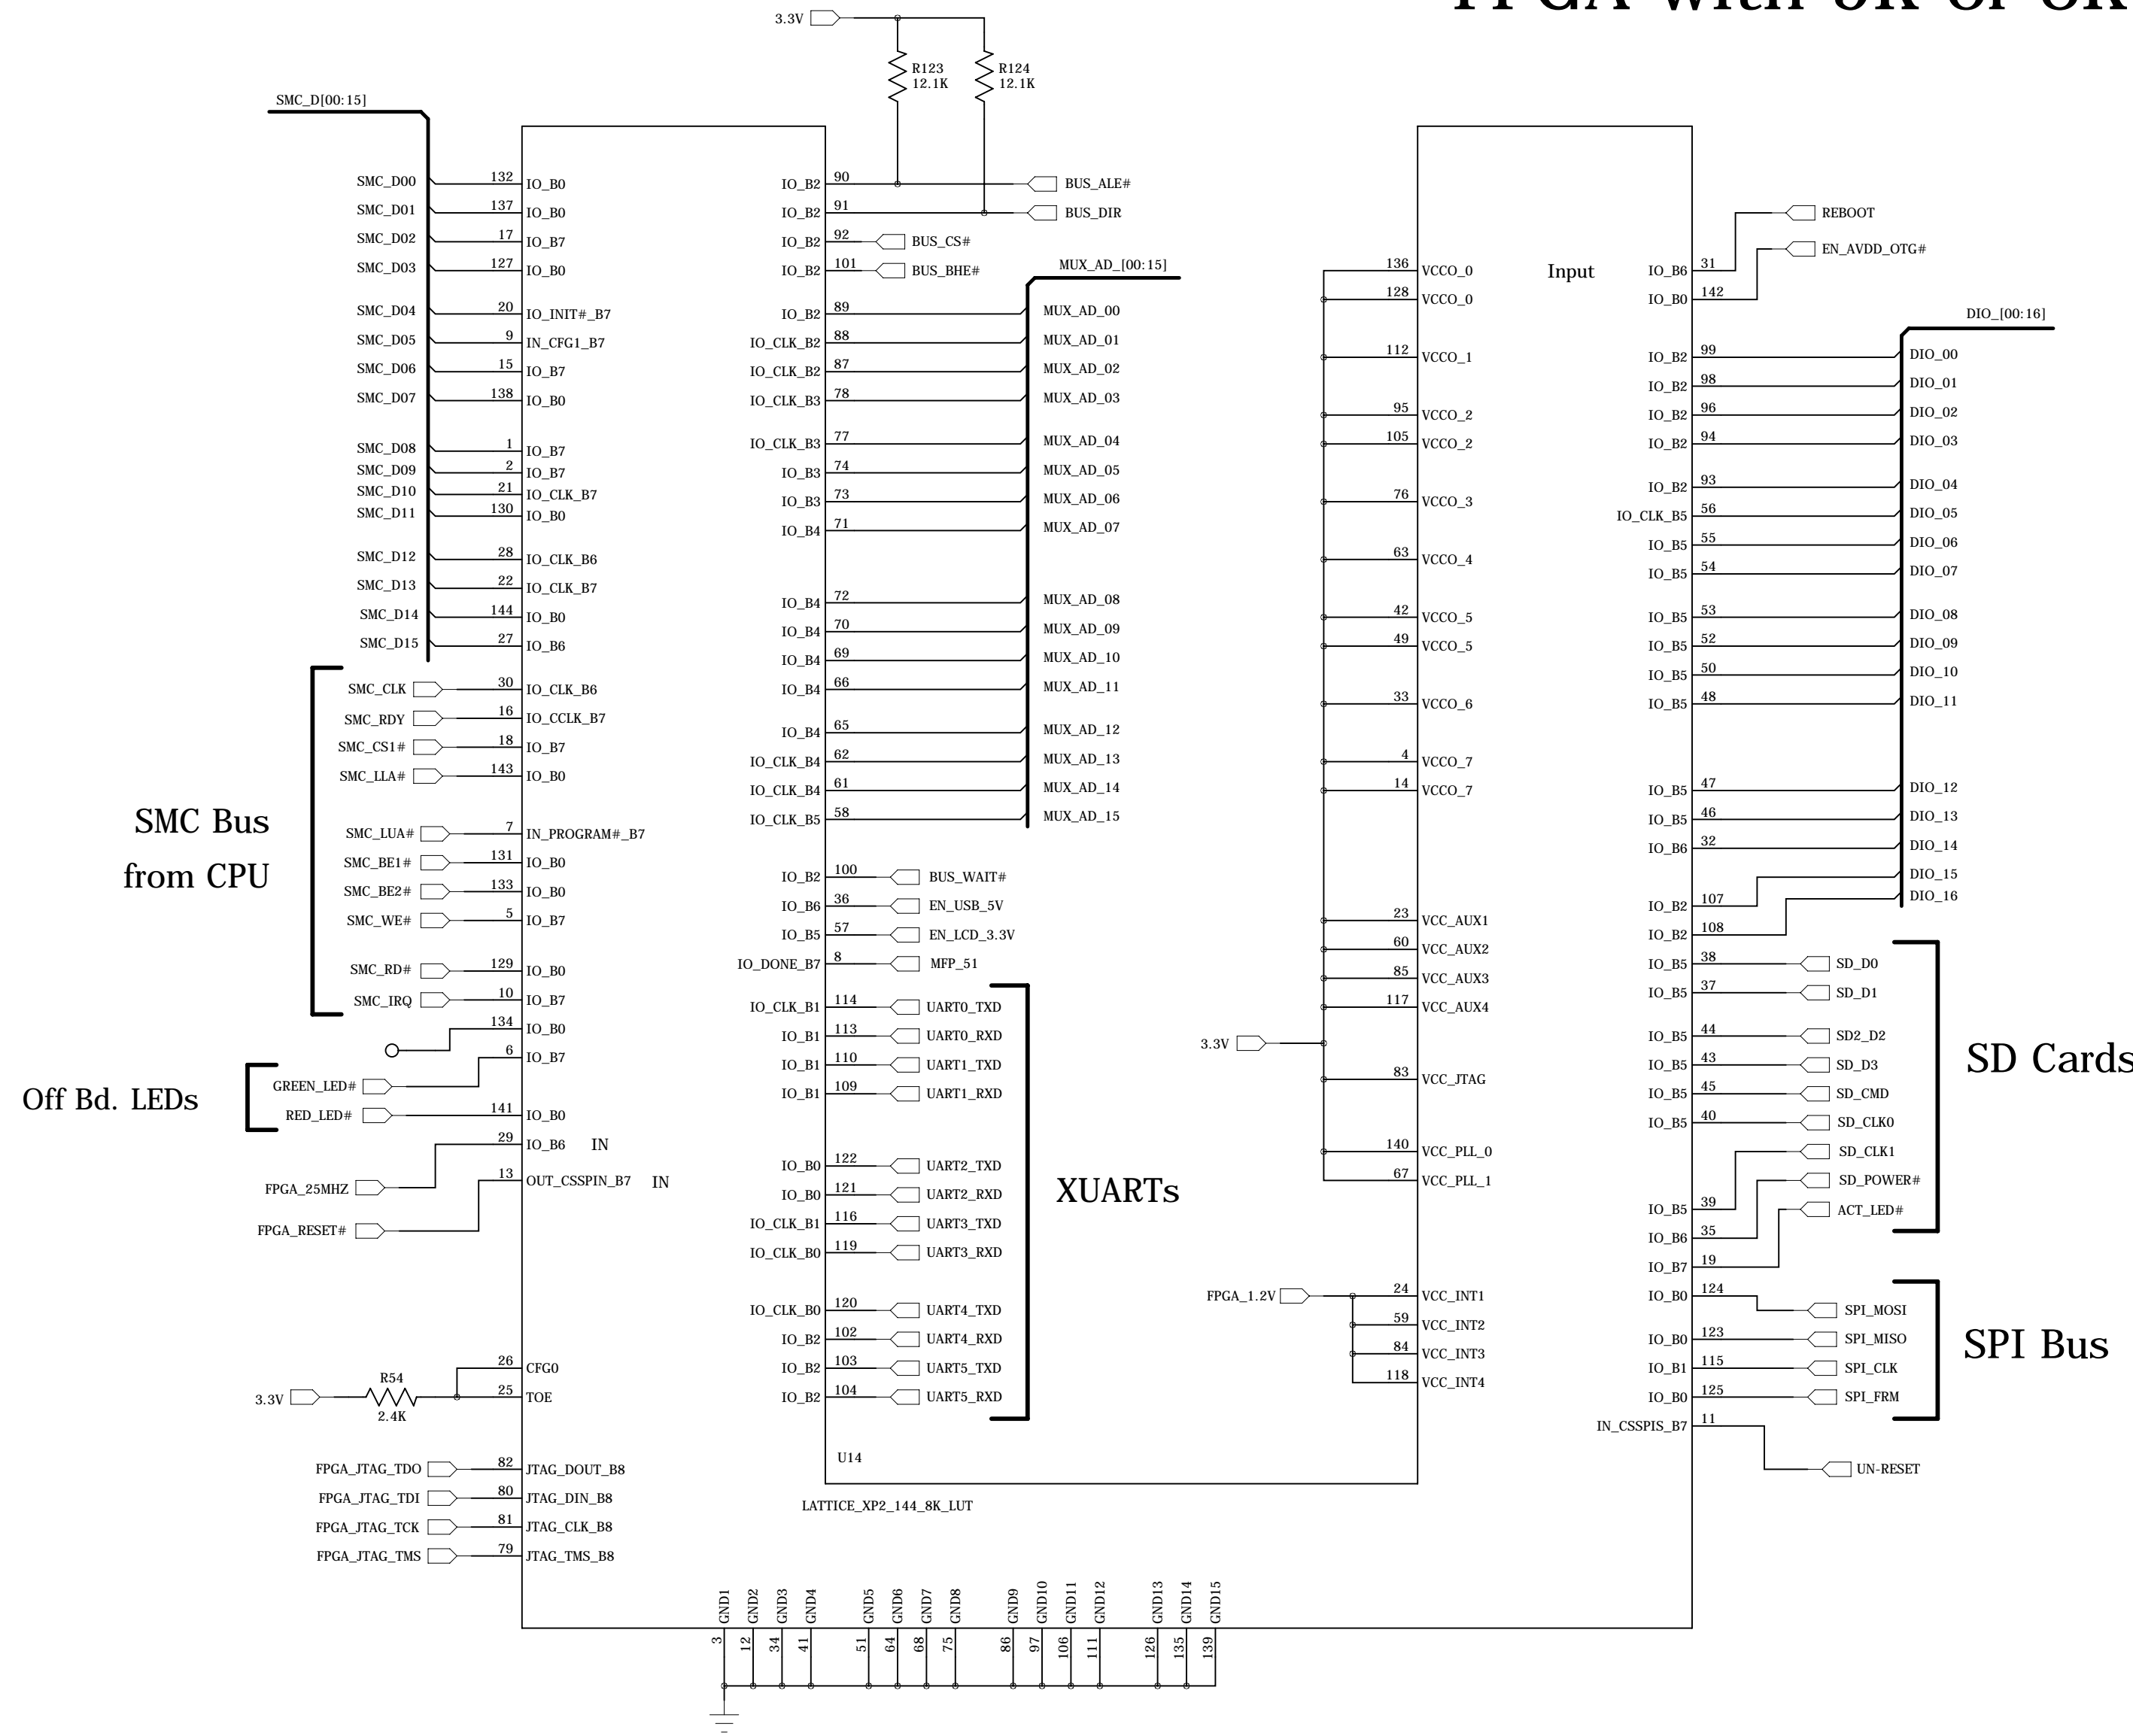 3.3V
R123
12.1K
R124
12.1K
SMC_D[00:15]
SMC_D00 132 IO_B0
SMC_D01 137 IO_B0
SMC_D02 17 IO_B7
SMC_D03 127 IO_B0
SMC_D04 20 IO_INIT#_B7
SMC_D05 9 IN_CFG1_B7
SMC_D06 15 IO_B7
SMC_D07 138 IO_B0
SMC_D08 1 IO_B7
SMC_D09 2 IO_B7
SMC_D10 21 IO_CLK_B7
SMC_D11 130 IO_B0
SMC_D12 28 IO_CLK_B6
SMC_D13 22 IO_CLK_B7
SMC_D14 144 IO_B0
SMC_D15 27 IO_B6
SMC Bus
from CPU
SMC_CLK 30 IO_CLK_B6
SMC_RDY 16 IO_CCLK_B7
SMC_CS1# 18 IO_B7
SMC_LLA# 143 IO_B0
SMC_LUA# 7 IN_PROGRAM#_B7
SMC_BE1# 131 IO_B0
SMC_BE2# 133 IO_B0
SMC_WE# 5 IO_B7
SMC_RD# 129 IO_B0
SMC_IRQ 10 IO_B7
134 IO_B0
Off Bd. LEDs
GREEN_LED# 6 IO_B7
RED_LED# 141 IO_B0
FPGA_25MHZ 29 IO_B6 IN
FPGA_RESET# 13 OUT_CSSPIN_B7 IN
26 CFG0
3.3V R54 2.4K 25 TOE
FPGA_JTAG_TDO 82 JTAG_DOUT_B8
FPGA_JTAG_TDI 80 JTAG_DIN_B8
FPGA_JTAG_TCK 81 JTAG_CLK_B8
FPGA_JTAG_TMS 79 JTAG_TMS_B8
IO_B2 90 BUS_ALE#
IO_B2 91 BUS_DIR
IO_B2 92 BUS_CS#
IO_B2 101 BUS_BHE#
MUX_AD_[00:15]
IO_B2 89 MUX_AD_00
IO_CLK_B2 88 MUX_AD_01
IO_CLK_B2 87 MUX_AD_02
IO_CLK_B3 78 MUX_AD_03
IO_CLK_B3 77 MUX_AD_04
IO_B3 74 MUX_AD_05
IO_B3 73 MUX_AD_06
IO_B4 71 MUX_AD_07
IO_B4 72 MUX_AD_08
IO_B4 70 MUX_AD_09
IO_B4 69 MUX_AD_10
IO_B4 66 MUX_AD_11
IO_B4 65 MUX_AD_12
IO_CLK_B4 62 MUX_AD_13
IO_CLK_B4 61 MUX_AD_14
IO_CLK_B5 58 MUX_AD_15
IO_B2 100 BUS_WAIT#
IO_B6 36 EN_USB_5V
IO_B5 57 EN_LCD_3.3V
IO_DONE_B7 8 MFP_51
IO_CLK_B1 114 UART0_TXD
IO_B1 113 UART0_RXD
IO_B1 110 UART1_TXD
IO_B1 109 UART1_RXD
IO_B0 122 UART2_TXD
IO_B0 121 UART2_RXD
IO_CLK_B1 116 UART3_TXD
IO_CLK_B0 119 UART3_RXD
IO_CLK_B0 120 UART4_TXD
IO_B2 102 UART4_RXD
IO_B2 103 UART5_TXD
IO_B2 104 UART5_RXD
XUARTs
U14
LATTICE_XP2_144_8K_LUT
136 VCCO_0
128 VCCO_0
112 VCCO_1
95 VCCO_2
105 VCCO_2
76 VCCO_3
63 VCCO_4
42 VCCO_5
49 VCCO_5
33 VCCO_6
4 VCCO_7
14 VCCO_7
23 VCC_AUX1
60 VCC_AUX2
85 VCC_AUX3
117 VCC_AUX4
3.3V
83 VCC_JTAG
140 VCC_PLL_0
67 VCC_PLL_1
FPGA_1.2V 24 VCC_INT1
59 VCC_INT2
84 VCC_INT3
118 VCC_INT4
Input
IO_B6 31 REBOOT
IO_B0 142 EN_AVDD_OTG#
DIO_[00:16]
IO_B2 99 DIO_00
IO_B2 98 DIO_01
IO_B2 96 DIO_02
IO_B2 94 DIO_03
IO_B2 93 DIO_04
IO_CLK_B5 56 DIO_05
IO_B5 55 DIO_06
IO_B5 54 DIO_07
IO_B5 53 DIO_08
IO_B5 52 DIO_09
IO_B5 50 DIO_10
IO_B5 48 DIO_11
IO_B5 47 DIO_12
IO_B5 46 DIO_13
IO_B6 32 DIO_14
IO_B2 107 DIO_15
IO_B2 108 DIO_16
IO_B5 38 SD_D0
IO_B5 37 SD_D1
IO_B5 44 SD2_D2
IO_B5 43 SD_D3
IO_B5 45 SD_CMD
IO_B5 40 SD_CLK0
IO_B5 39 SD_CLK1
IO_B6 35 SD_POWER#
IO_B7 19 ACT_LED#
SD Cards
IO_B0 124 SPI_MOSI
IO_B0 123 SPI_MISO
IO_B1 115 SPI_CLK
IO_B0 125 SPI_FRM
SPI Bus
IN_CSSPIS_B7 11 UN-RESET
GND1 3
GND2 12
GND3 34
GND4 41
GND5 51
GND6 64
GND7 68
GND8 75
GND9 86
GND10 97
GND11 106
GND12 111
GND13 126
GND14 135
GND15 139